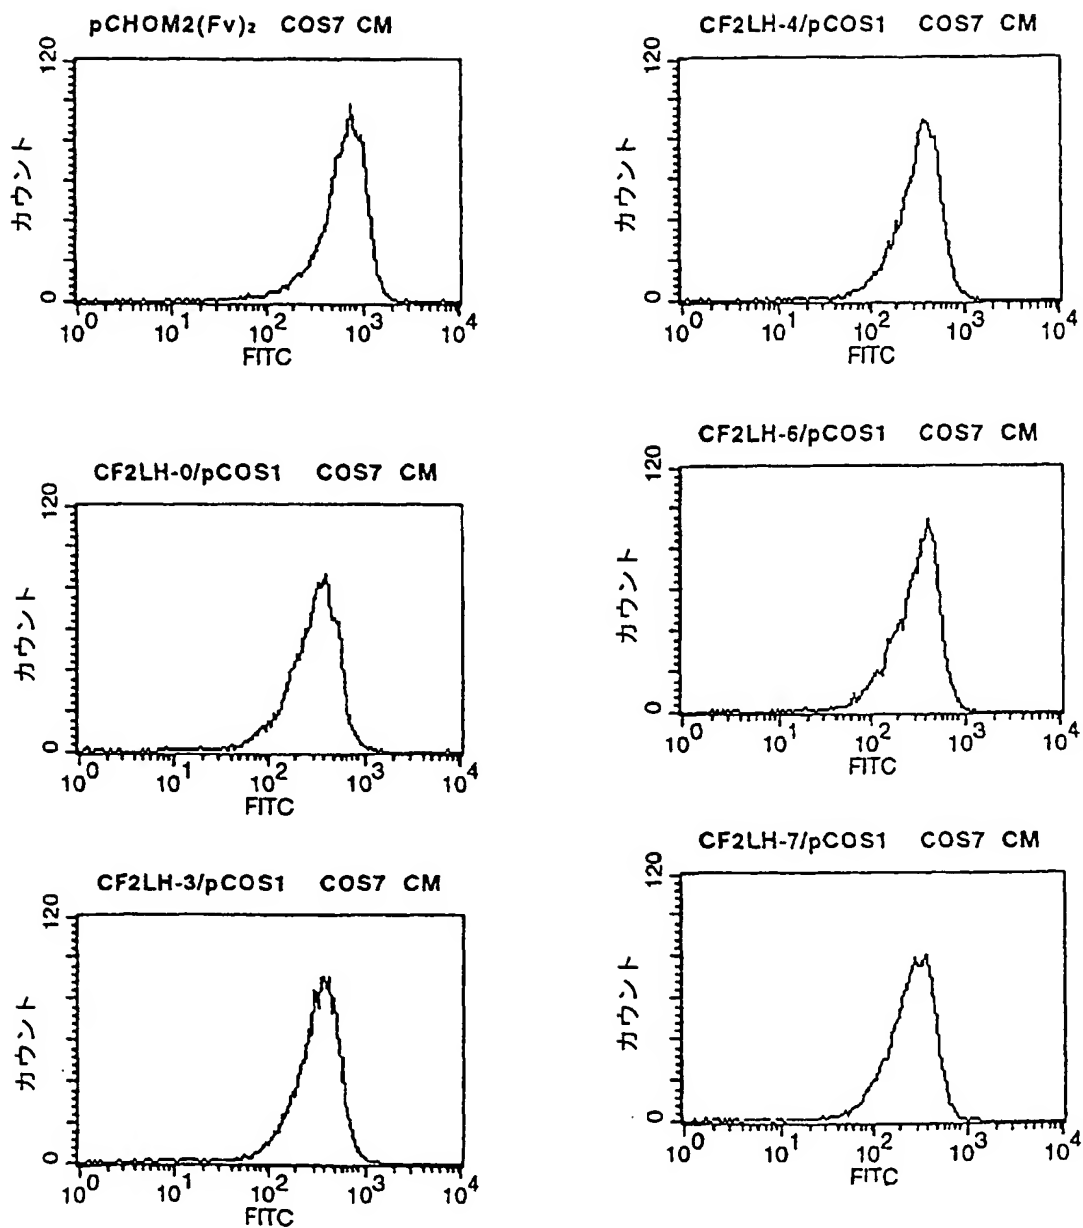 pCHOM2(Fv)₂ COS7 CM
120
カウント
0
10⁰ 10¹ 10² 10³ 10⁴
FITC
CF2LH-0/pCOS1 COS7 CM
120
カウント
0
10⁰ 10¹ 10² 10³ 10⁴
FITC
CF2LH-3/pCOS1 COS7 CM
120
カウント
0
10⁰ 10¹ 10² 10³ 10⁴
FITC
CF2LH-4/pCOS1 COS7 CM
120
カウント
0
10⁰ 10¹ 10² 10³ 10⁴
FITC
CF2LH-6/pCOS1 COS7 CM
120
カウント
0
10⁰ 10¹ 10² 10³ 10⁴
FITC
CF2LH-7/pCOS1 COS7 CM
120
カウント
0
10⁰ 10¹ 10² 10³ 10⁴
FITC